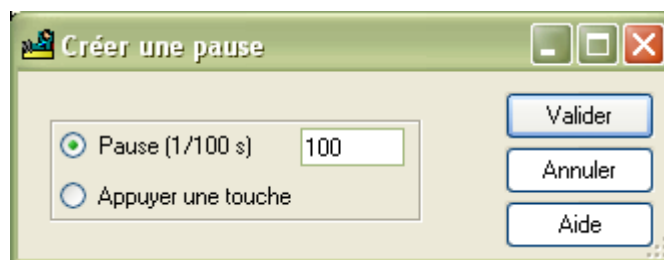 Créer une pause
Pause (1/100 s) 100
Appuyer une touche
Valider
Annuler
Aide